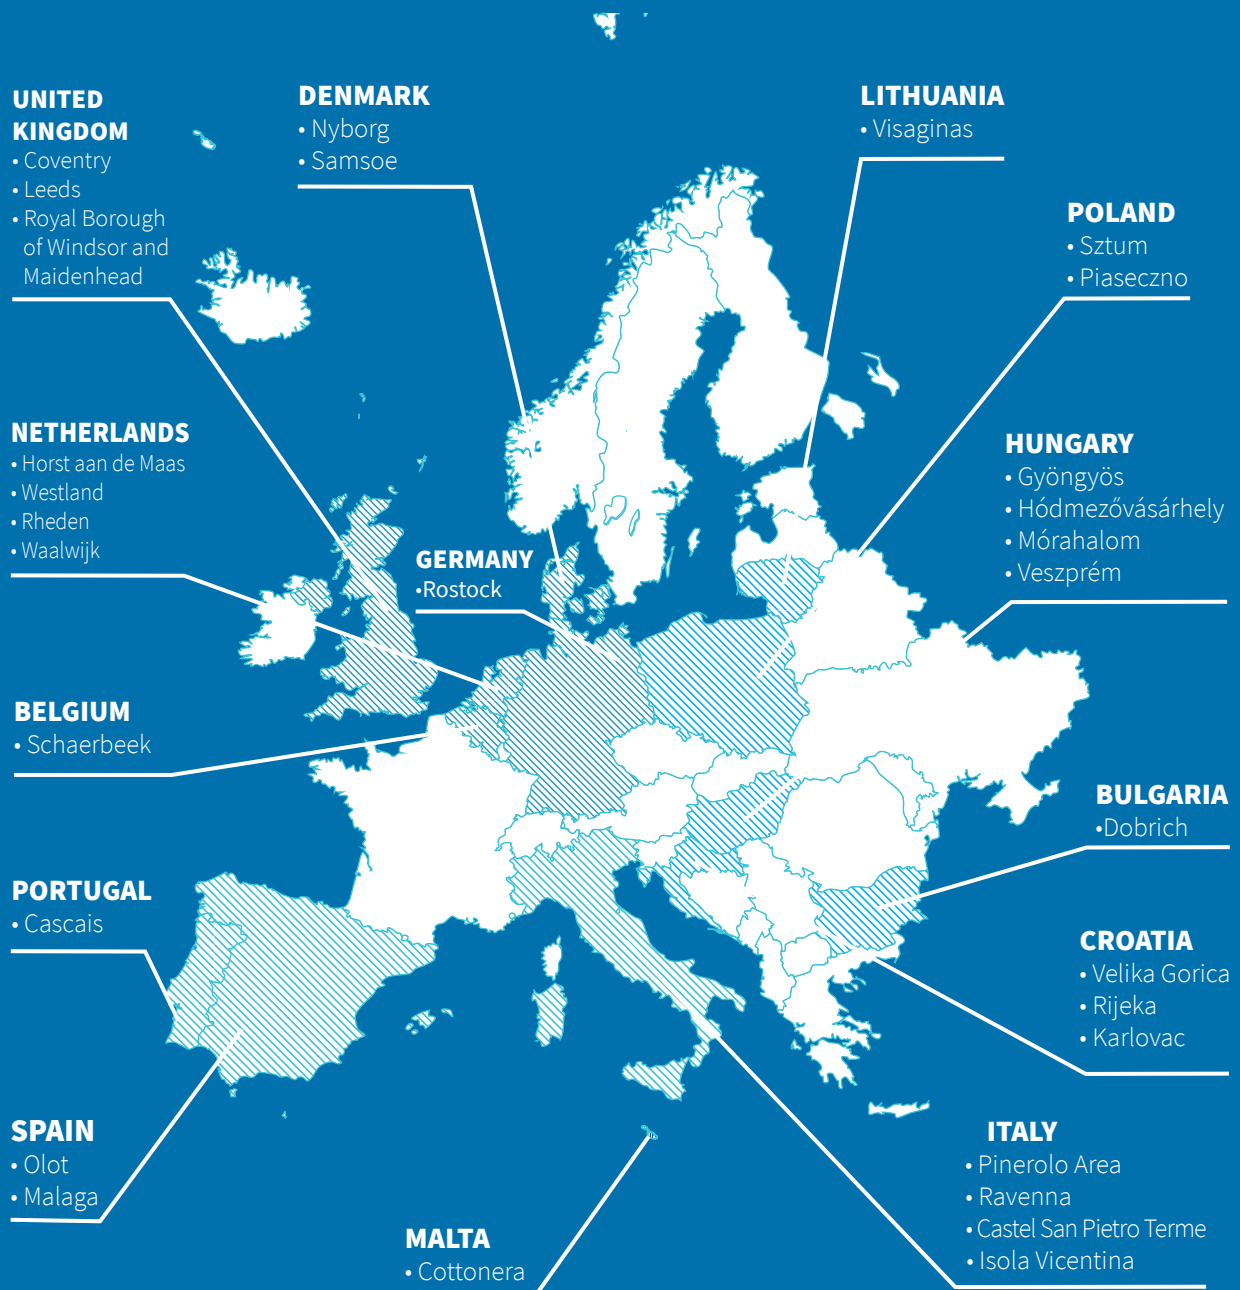 UNITED
KINGDOM
• Coventry
• Leeds
• Royal Borough
of Windsor and
Maidenhead
DENMARK
• Nyborg
• Samsoe
LITHUANIA
• Visaginas
POLAND
• Sztum
• Piaseczno
NETHERLANDS
• Horst aan de Maas
• Westland
• Rheden
• Waalwijk
HUNGARY
• Gyöngyös
• Hódmezővásárhely
• Mórahalom
• Veszprém
GERMANY
•Rostock
BELGIUM
• Schaerbeek
BULGARIA
•Dobrich
PORTUGAL
• Cascais
CROATIA
• Velika Gorica
• Rijeka
• Karlovac
SPAIN
• Olot
• Malaga
ITALY
• Pinerolo Area
• Ravenna
• Castel San Pietro Terme
• Isola Vicentina
MALTA
• Cottonera